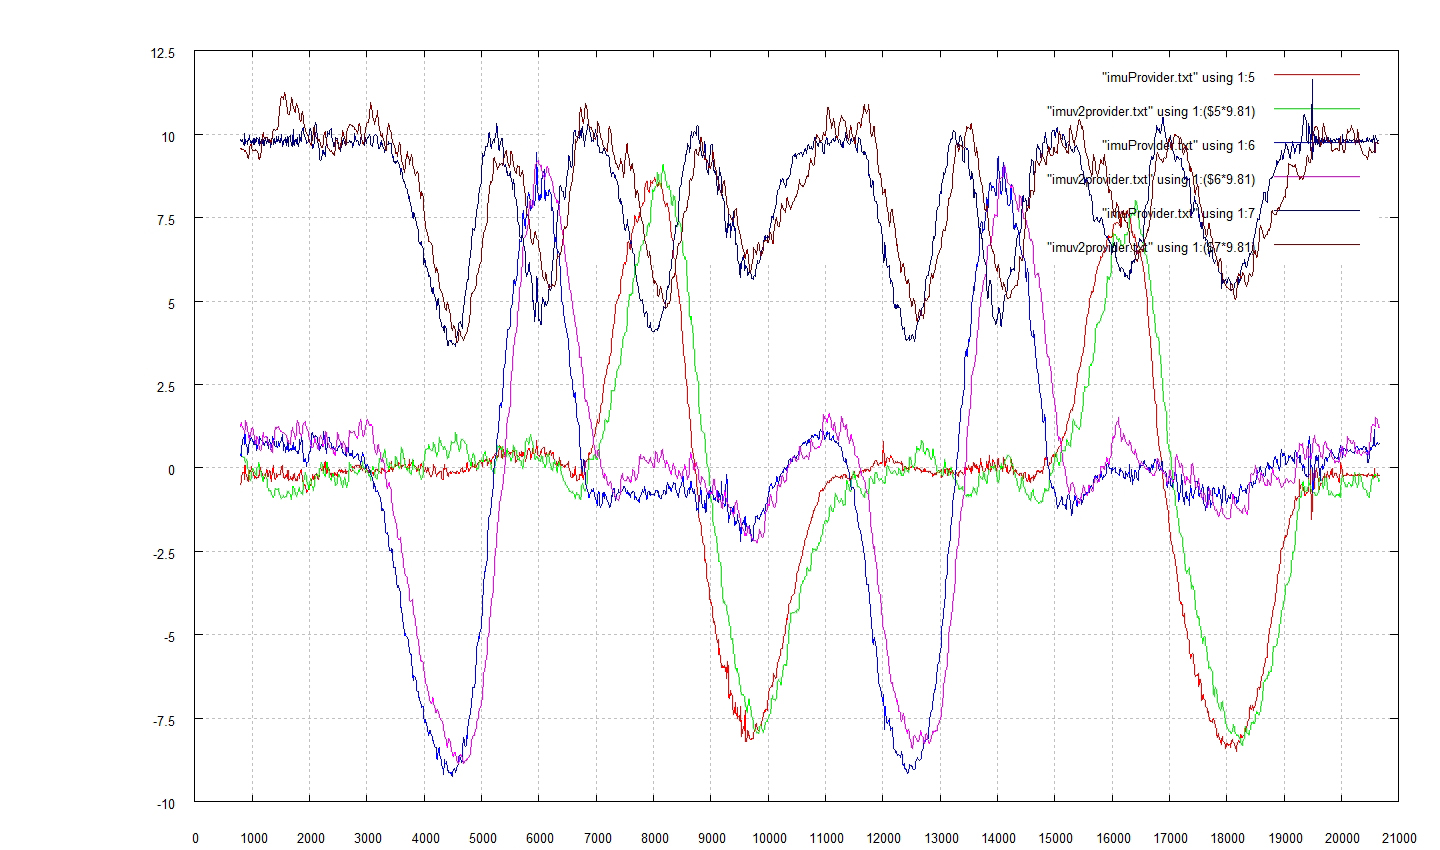 12.5
"imuProvider.txt" using 1:5
"imuv2provider.txt" using 1:($5*9.81)
10
"imuProvider.txt" using 1:6
"imuv2provider.txt" using 1:($6*9.81)
7.5
"imuProvider.txt" using 1:7
"imuv2provider.txt" using 1:($7*9.81)
5
2.5
0
-2.5
-5
-7.5
-10
0 1000 2000 3000 4000 5000 6000 7000 8000 9000 10000 11000 12000 13000 14000 15000 16000 17000 18000 19000 20000 21000